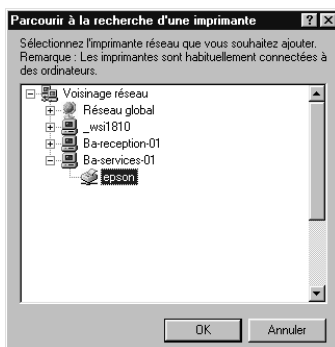 Parcourir à la recherche d'une imprimante
Sélectionnez l'imprimante réseau que vous souhaitez ajouter.
Remarque : Les imprimantes sont habituellement connectées à
des ordinateurs.
Voisinage réseau
Réseau global
_wsi1810
Ba-reception-01
Ba-services-01
epson
OK Annuler